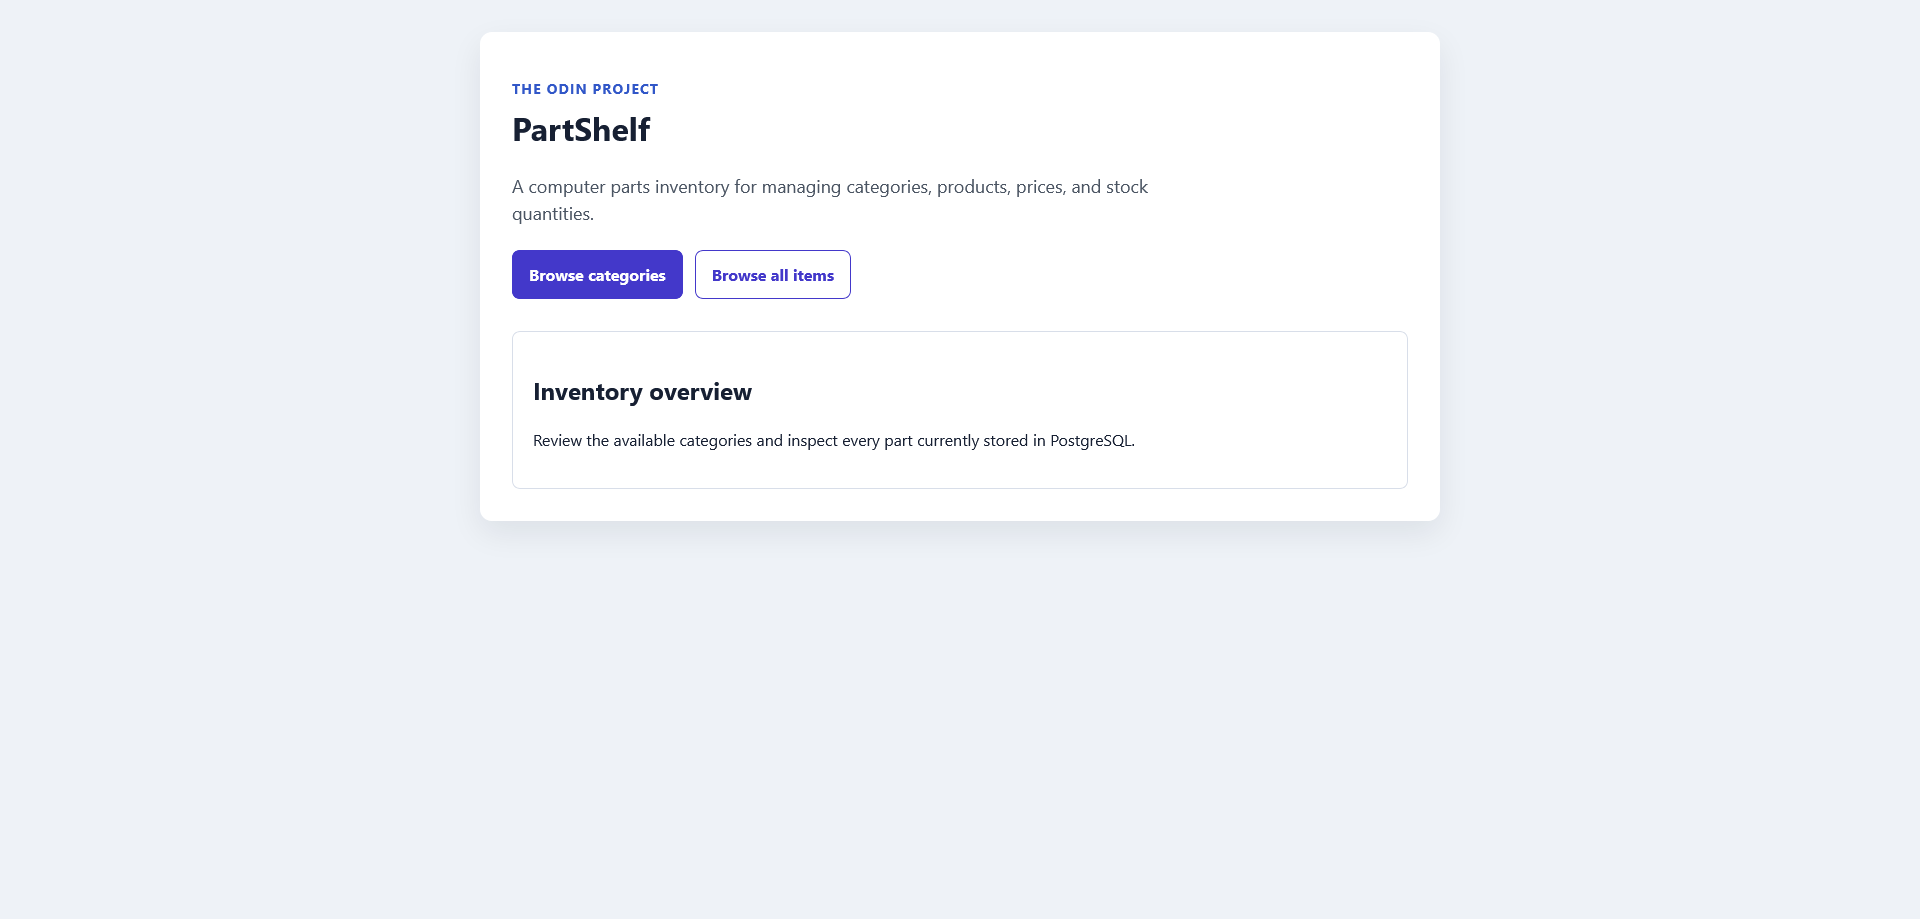 THE ODIN PROJECT
PartShelf
A computer parts inventory for managing categories, products, prices, and stock
quantities.
Browse categories
Browse all items
Inventory overview
Review the available categories and inspect every part currently stored in PostgreSQL.